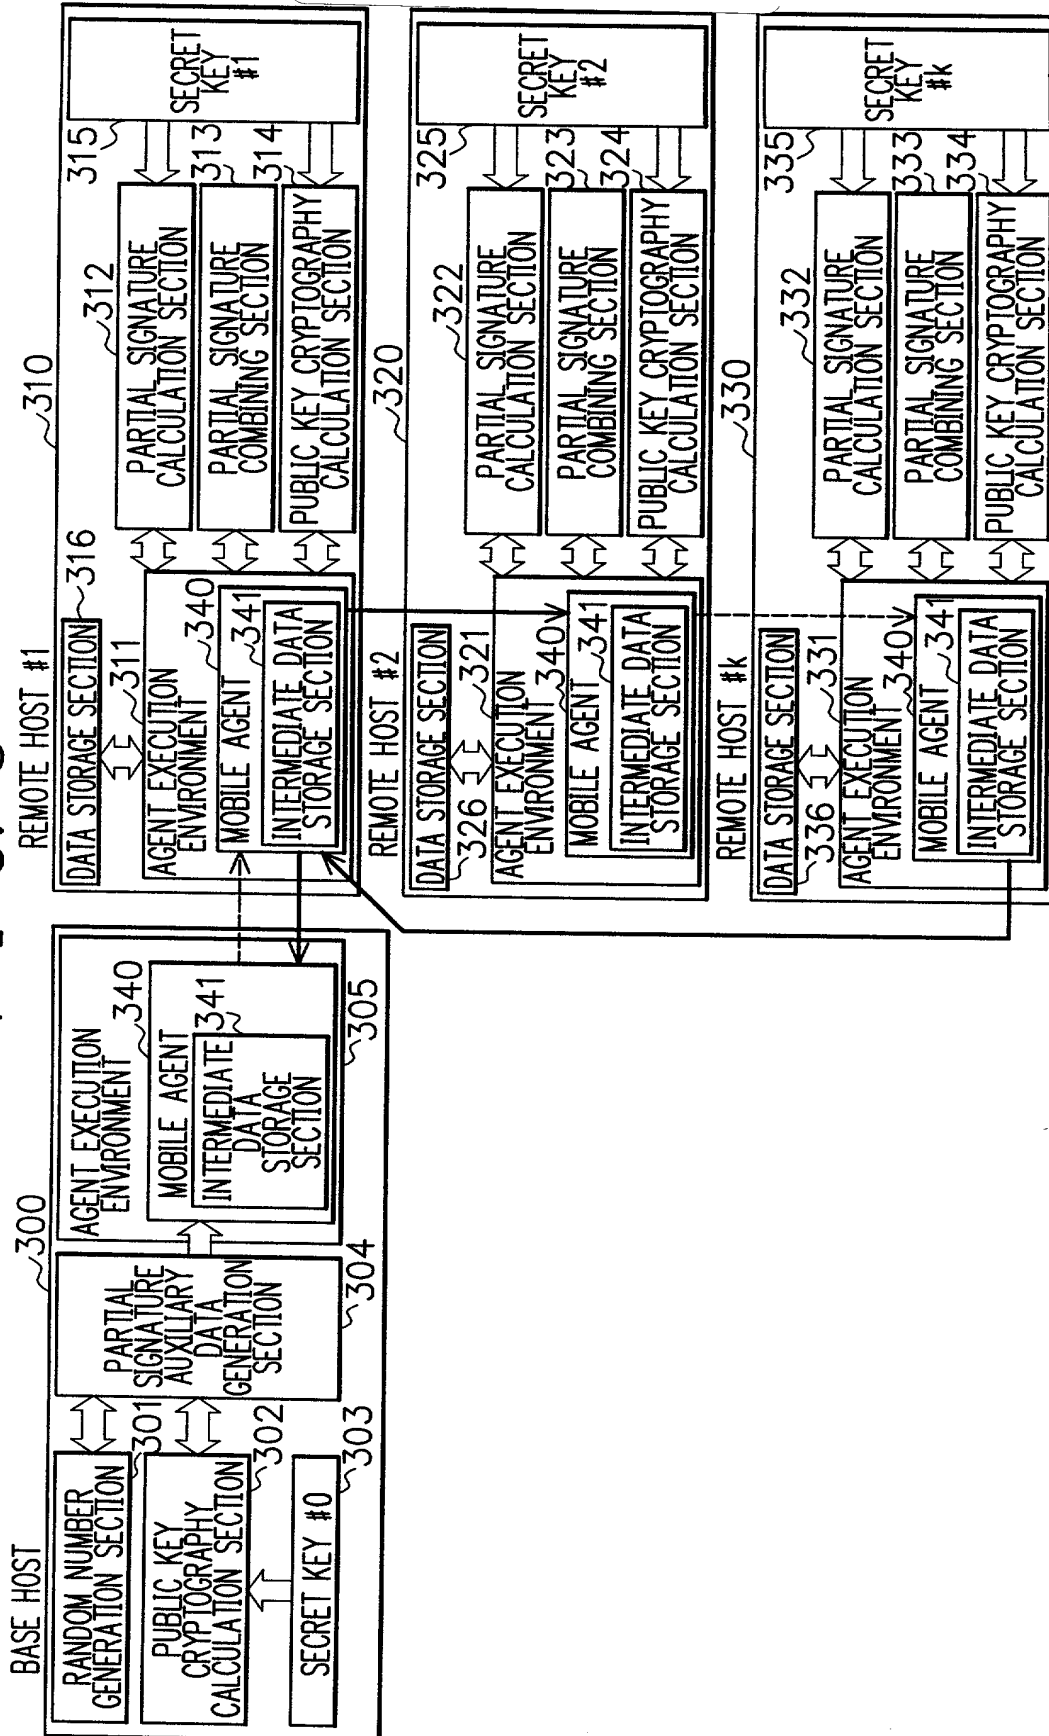 BASE HOST
300
RANDOM NUMBER
GENERATION SECTION
301
PUBLIC KEY
CRYPTOGRAPHY
CALCULATION SECTION
302
SECRET KEY #0
303
PARTIAL
SIGNATURE
AUXILIARY
DATA
GENERATION
SECTION
304
AGENT EXECUTION
ENVIRONMENT
340
MOBILE AGENT
341
INTERMEDIATE
DATA
STORAGE
SECTION
305
REMOTE HOST #1
310
DATA STORAGE SECTION
316
311
AGENT EXECUTION
ENVIRONMENT
340
MOBILE AGENT
341
INTERMEDIATE DATA
STORAGE SECTION
312
PARTIAL SIGNATURE
CALCULATION SECTION
313
PARTIAL SIGNATURE
COMBINING SECTION
314
PUBLIC KEY CRYPTOGRAPHY
CALCULATION SECTION
315
SECRET
KEY
#1
REMOTE HOST #2
320
DATA STORAGE SECTION
326
321
AGENT EXECUTION
ENVIRONMENT
340
MOBILE AGENT
341
INTERMEDIATE DATA
STORAGE SECTION
322
PARTIAL SIGNATURE
CALCULATION SECTION
323
PARTIAL SIGNATURE
COMBINING SECTION
324
PUBLIC KEY CRYPTOGRAPHY
CALCULATION SECTION
325
SECRET
KEY
#2
REMOTE HOST #k
330
DATA STORAGE SECTION
336
331
AGENT EXECUTION
ENVIRONMENT
340
MOBILE AGENT
341
INTERMEDIATE DATA
STORAGE SECTION
332
PARTIAL SIGNATURE
CALCULATION SECTION
333
PARTIAL SIGNATURE
COMBINING SECTION
334
PUBLIC KEY CRYPTOGRAPHY
CALCULATION SECTION
335
SECRET
KEY
#k